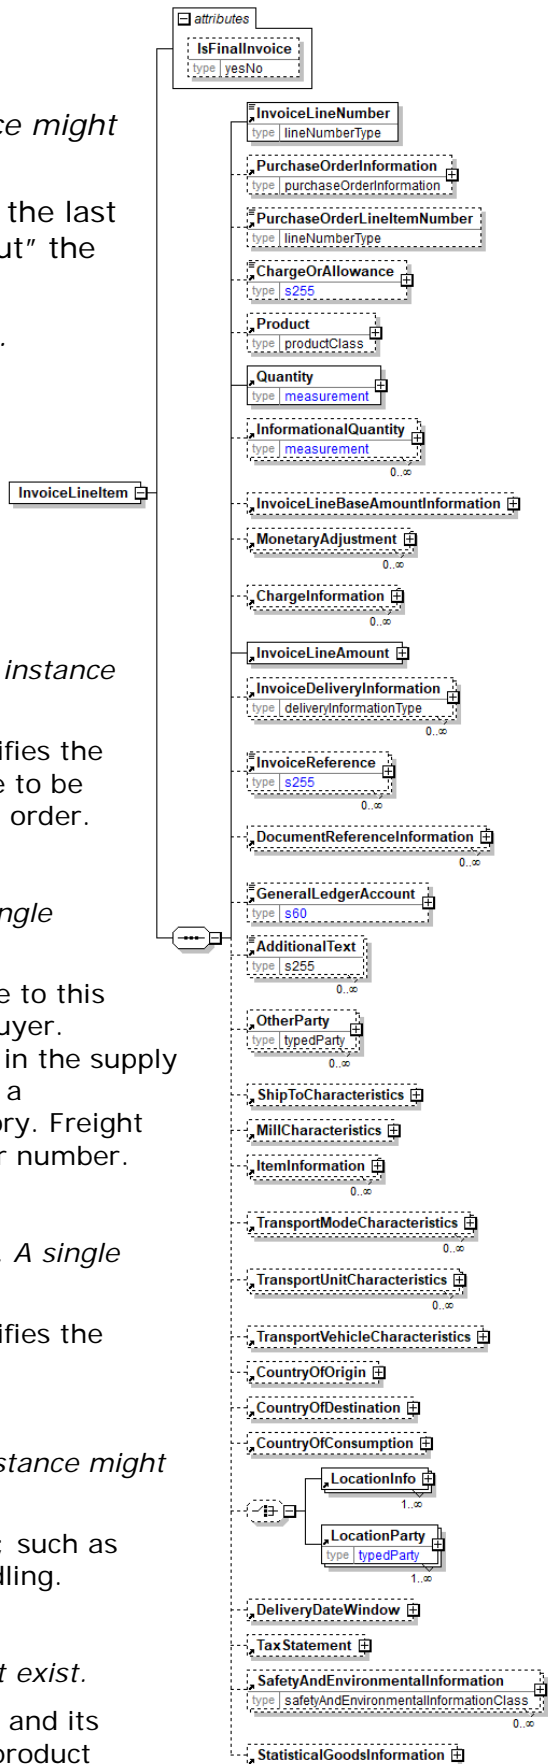 attributes
IsFinalInvoice
type yesNo
ce might
the last
ut" the
.
instance
ifies the
e to be
order.
ngle
e to this
uyer.
in the supply
a
ory. Freight
r number.
. A single
ifies the
stance might
; such as
dling.
t exist.
and its
product
InvoiceLineItem
InvoiceLineNumber
type lineNumberType
PurchaseOrderInformation
type purchaseOrderInformation
PurchaseOrderLineItemNumber
type lineNumberType
ChargeOrAllowance
type s255
Product
type productClass
Quantity
type measurement
InformationalQuantity
type measurement
0..∞
InvoiceLineBaseAmountInformation
MonetaryAdjustment
0..∞
ChargeInformation
0..∞
InvoiceLineAmount
InvoiceDeliveryInformation
type deliveryInformationType
0..∞
InvoiceReference
type s255
0..∞
DocumentReferenceInformation
0..∞
GeneralLedgerAccount
type s60
AdditionalText
type s255
0..∞
OtherParty
type typedParty
0..∞
ShipToCharacteristics
MillCharacteristics
ItemInformation
0..∞
TransportModeCharacteristics
0..∞
TransportUnitCharacteristics
0..∞
TransportVehicleCharacteristics
CountryOfOrigin
CountryOfDestination
CountryOfConsumption
LocationInfo
1..∞
LocationParty
type typedParty
1..∞
DeliveryDateWindow
TaxStatement
SafetyAndEnvironmentalInformation
type safetyAndEnvironmentalInformationClass
0..∞
StatisticalGoodsInformation